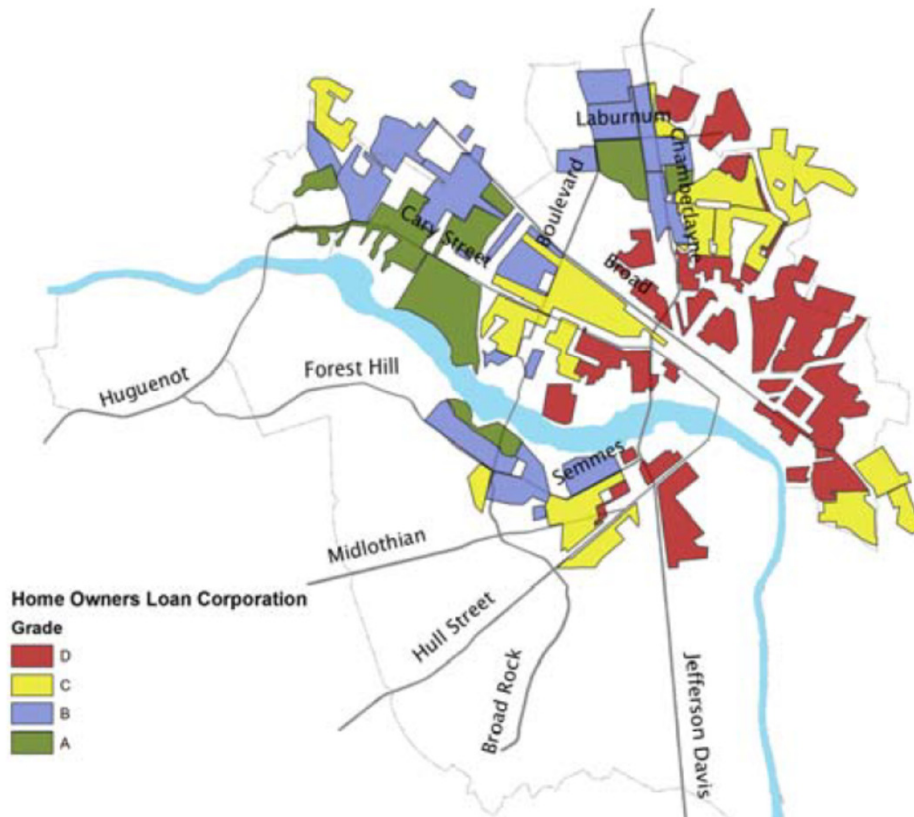 Laburnum
Chamberlayne
Boulevard
Cary Street
Broad
Huguenot
Forest Hill
Semmes
Midlothian
Hull Street
Broad Rock
Jefferson Davis
Home Owners Loan Corporation
Grade
D
C
B
A